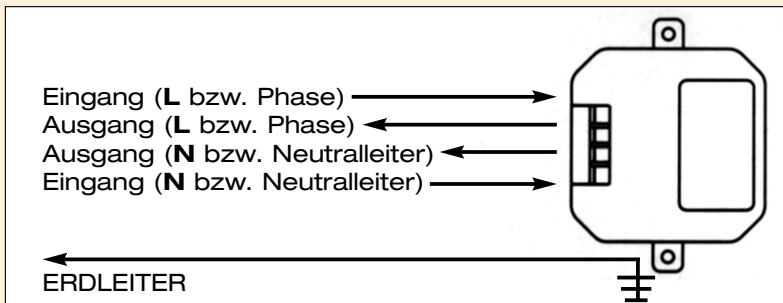 Eingang (L bzw. Phase)
Ausgang (L bzw. Phase)
Ausgang (N bzw. Neutralleiter)
Eingang (N bzw. Neutralleiter)
ERDLEITER